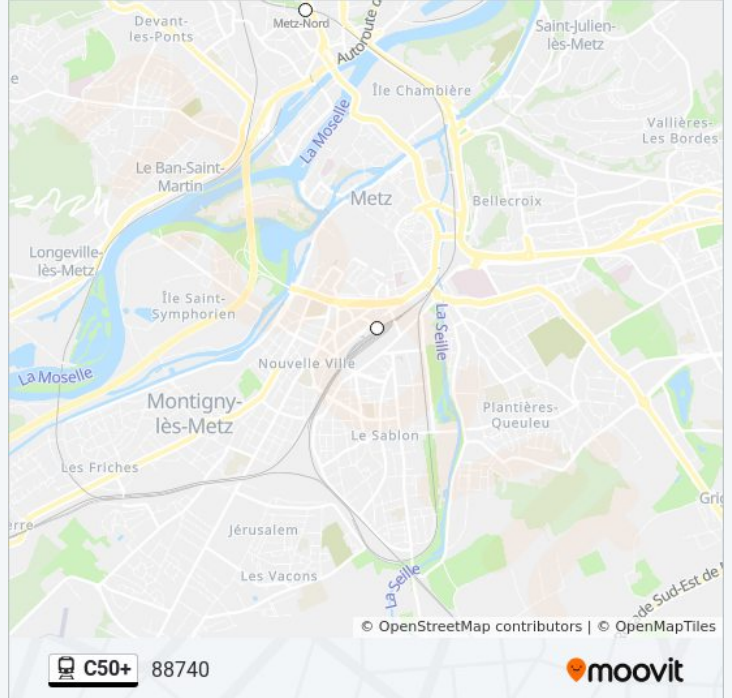 Devant-
les-Ponts
Metz-Nord
Autoroute d
Saint-Julien-
lès-Metz
e
Île Chambière
La Moselle
Vallières-
Les Bordes
Le Ban-Saint-
Martin
Metz
Bellecroix
Longeville-
lès-Metz
Île Saint-
Symphorien
La Seille
Nouvelle Ville
La Moselle
Montigny-
lès-Metz
Plantières-
Queuleu
Le Sablon
Les Friches
Grig
erre
Jérusalem
Les Vacons
La Seille
de Sud-Est de
© OpenStreetMap contributors | © OpenMapTiles
C50+ 88740
moovit